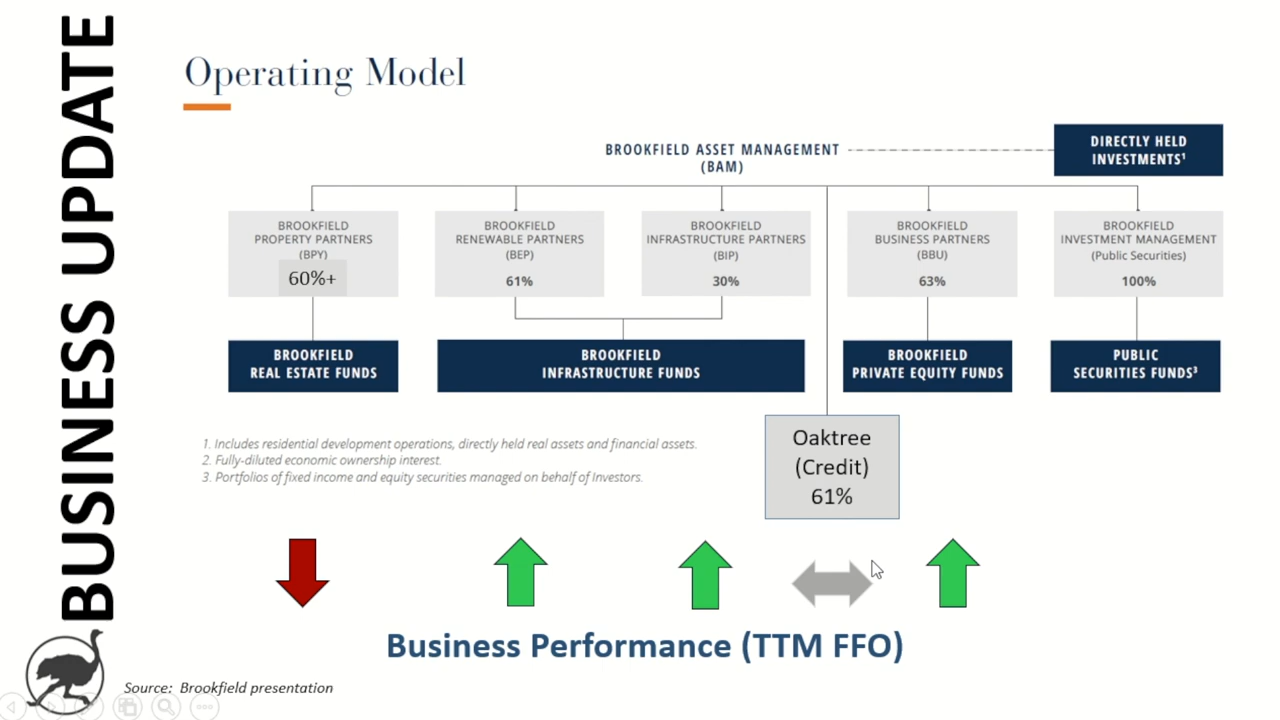 BUSINESS UPDATE
Operating Model
BROOKFIELD ASSET MANAGEMENT
(BAM)
DIRECTLY HELD
INVESTMENTS¹
BROOKFIELD
PROPERTY PARTNERS
(BPY)
60%+
BROOKFIELD
RENEWABLE PARTNERS
(BEP)
61%
BROOKFIELD
INFRASTRUCTURE PARTNERS
(BIP)
30%
BROOKFIELD
BUSINESS PARTNERS
(BBU)
63%
BROOKFIELD
INVESTMENT MANAGEMENT
(Public Securities)
100%
BROOKFIELD
REAL ESTATE FUNDS
BROOKFIELD
INFRASTRUCTURE FUNDS
BROOKFIELD
PRIVATE EQUITY FUNDS
PUBLIC
SECURITIES FUNDS³
Oaktree
(Credit)
61%
1. Includes residential development operations, directly held real assets and financial assets.
2. Fully-diluted economic ownership interest.
3. Portfolios of fixed income and equity securities managed on behalf of Investors.
Business Performance (TTM FFO)
Source: Brookfield presentation